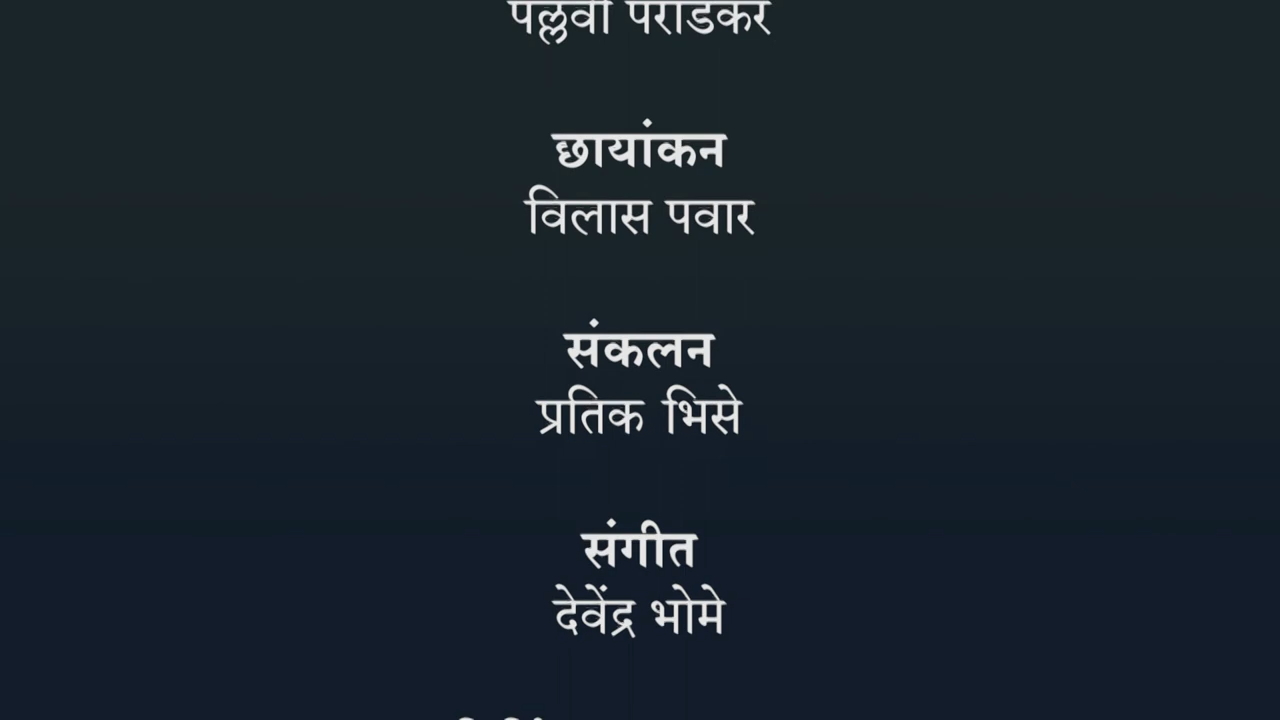 पल्लवी पराडकर
छायांकन
विलास पवार
संकलन
प्रतिक भिसे
संगीत
देवेंद्र भोमे